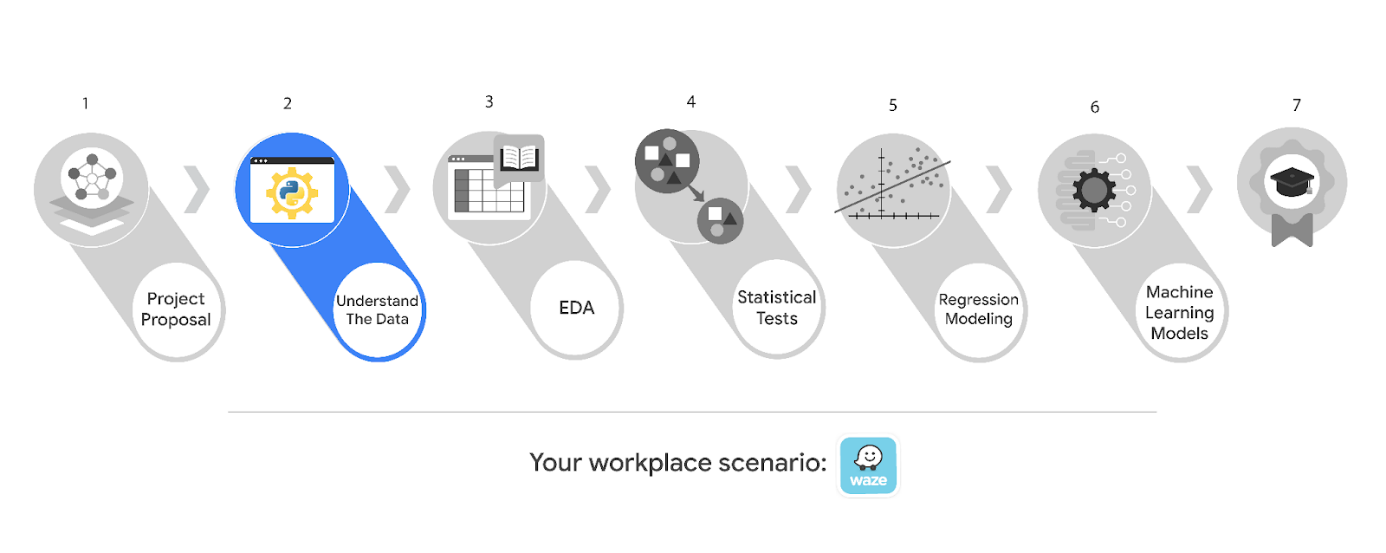 1
2
3
4
5
6
7
Project
Proposal
Understand
The Data
EDA
Statistical
Tests
Regression
Modeling
Machine
Learning
Models
Your workplace scenario:
waze